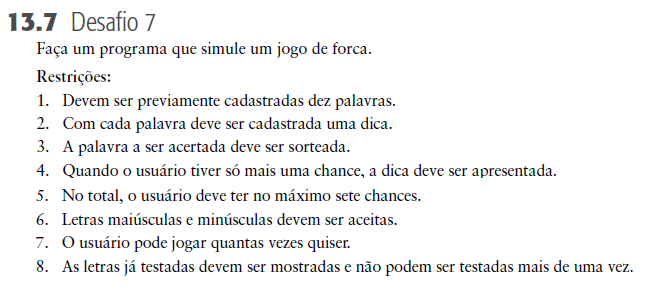 13.7 Desafio 7
Faça um programa que simule um jogo de forca.
Restrições:
1. Devem ser previamente cadastradas dez palavras.
2. Com cada palavra deve ser cadastrada uma dica.
3. A palavra a ser acertada deve ser sorteada.
4. Quando o usuário tiver só mais uma chance, a dica deve ser apresentada.
5. No total, o usuário deve ter no máximo sete chances.
6. Letras maiúsculas e minúsculas devem ser aceitas.
7. O usuário pode jogar quantas vezes quiser.
8. As letras já testadas devem ser mostradas e não podem ser testadas mais de uma vez.